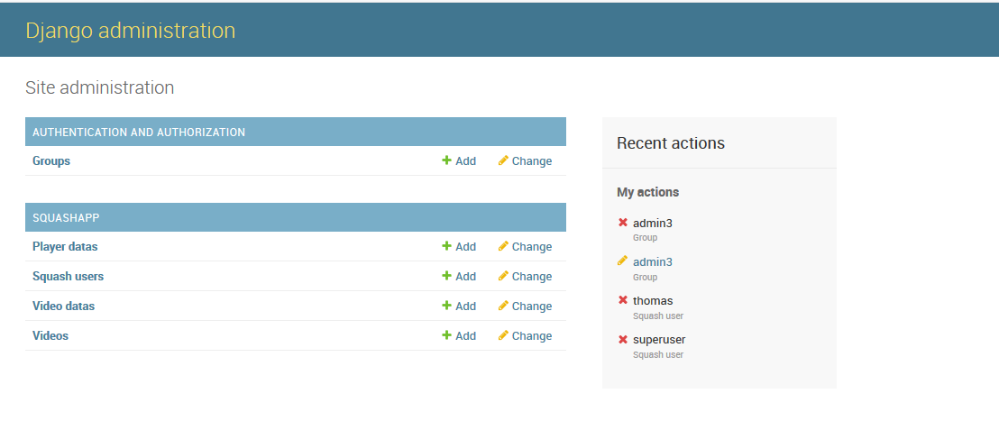 Django administration
Site administration
AUTHENTICATION AND AUTHORIZATION
Groups Add Change
SQUASHAPP
Player datas Add Change
Squash users Add Change
Video datas Add Change
Videos Add Change
Recent actions
My actions
admin3
Group
admin3
Group
thomas
Squash user
superuser
Squash user